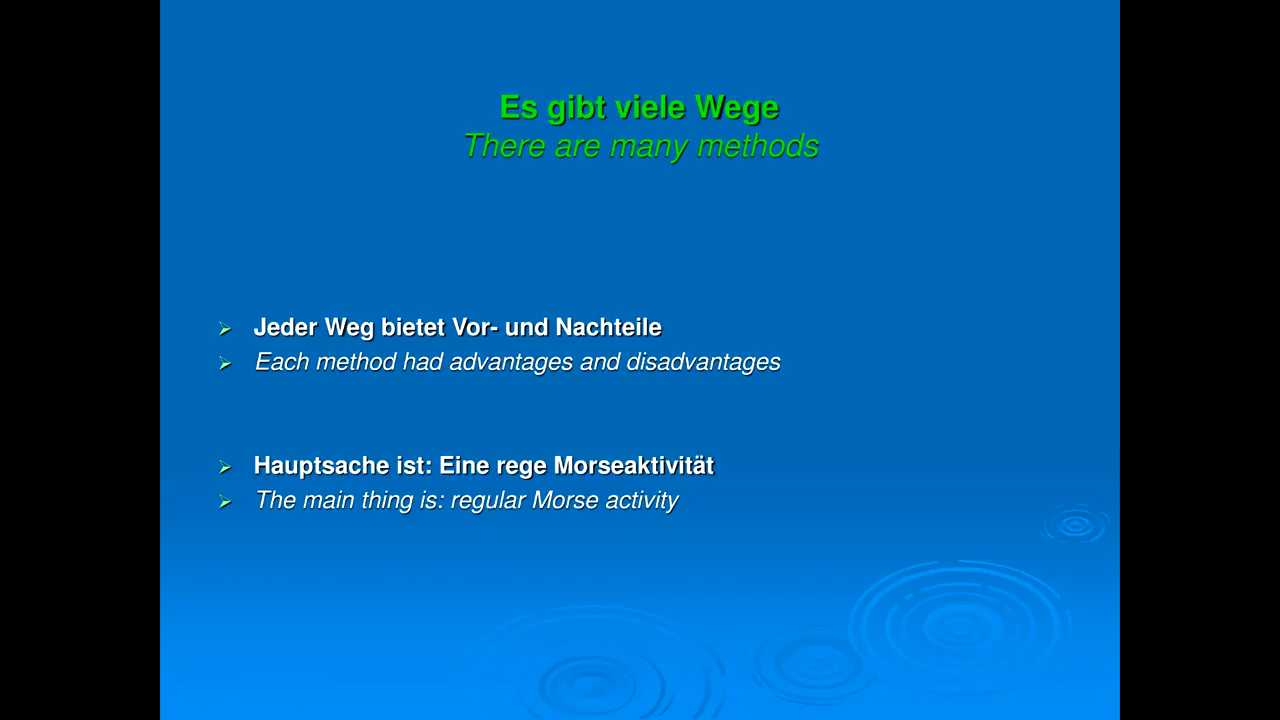 Es gibt viele Wege
There are many methods
Jeder Weg bietet Vor- und Nachteile
Each method had advantages and disadvantages
Hauptsache ist: Eine rege Morseaktivität
The main thing is: regular Morse activity